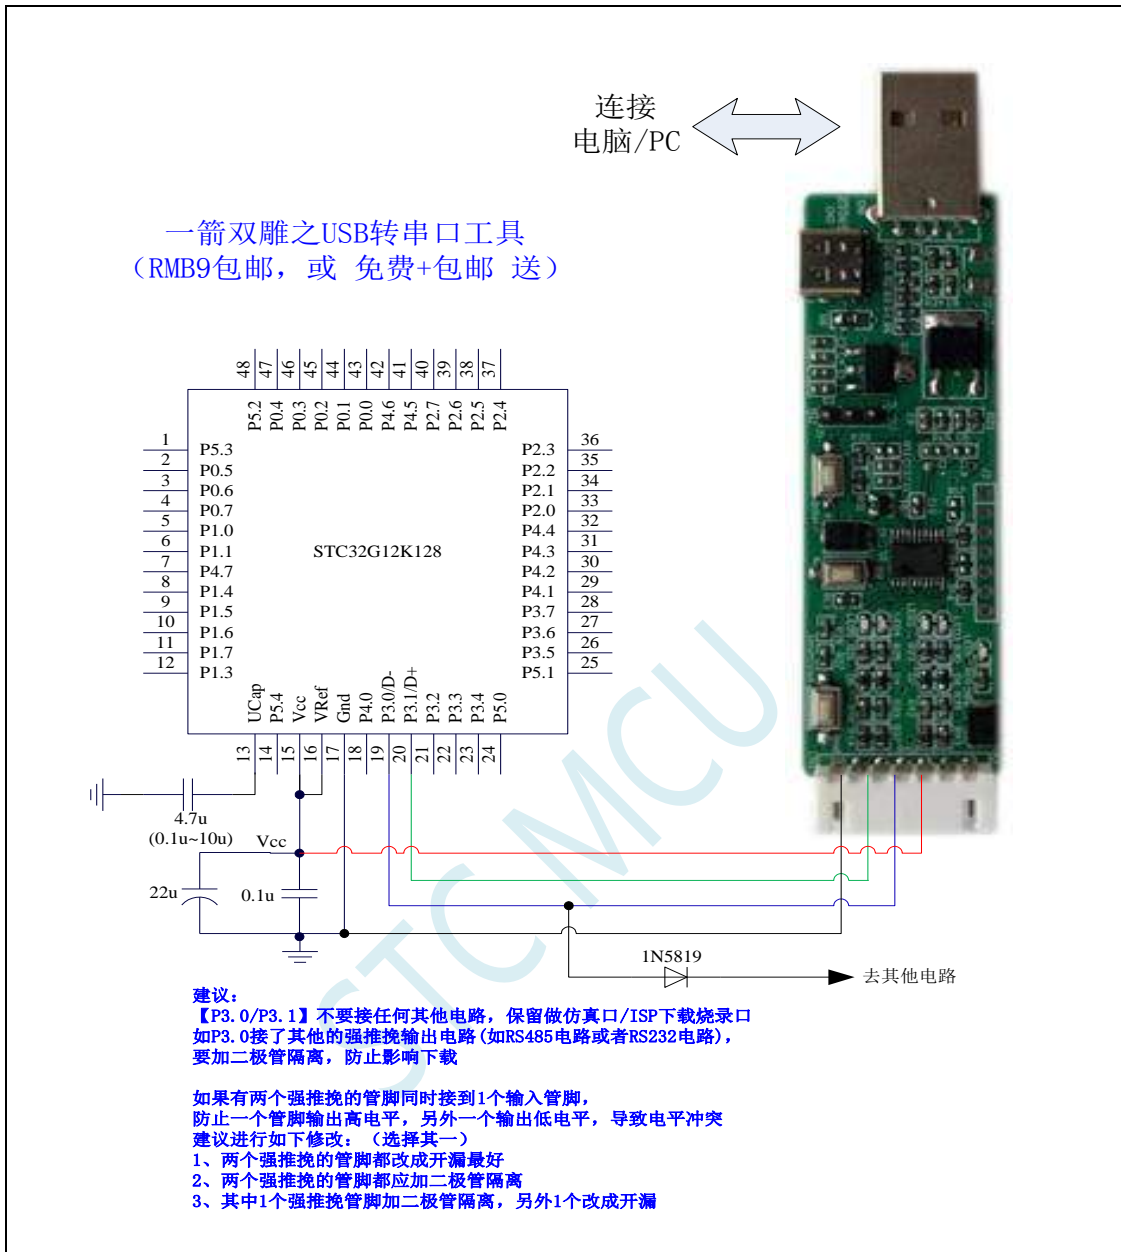 连接
电脑/PC
一箭双雕之USB转串口工具
（RMB9包邮，或 免费+包邮 送）
48 47 46 45 44 43 42 41 40 39 38 37
P5.2 P0.4 P0.3 P0.2 P0.1 P0.0 P4.6 P4.5 P2.7 P2.6 P2.5 P2.4
1 P5.3 P2.3 36
2 P0.5 P2.2 35
3 P0.6 P2.1 34
4 P0.7 P2.0 33
5 P1.0 P4.4 32
6 P1.1 STC32G12K128 P4.3 31
7 P4.7 P4.2 30
8 P1.4 P4.1 29
9 P1.5 P3.7 28
10 P1.6 P3.6 27
11 P1.7 P3.5 26
12 P1.3 P5.1 25
UCap P5.4 Vcc VRef Gnd P4.0 P3.0/D- P3.1/D+ P3.2 P3.3 P3.4 P5.0
13 14 15 16 17 18 19 20 21 22 23 24
4.7u
(0.1u~10u)
Vcc
22u
0.1u
1N5819
去其他电路
STC MCU
建议：
【P3.0/P3.1】不要接任何其他电路，保留做仿真口/ISP下载烧录口
如P3.0接了其他的强推挽输出电路(如RS485电路或者RS232电路)，
要加二极管隔离，防止影响下载
如果有两个强推挽的管脚同时接到1个输入管脚，
防止一个管脚输出高电平，另外一个输出低电平，导致电平冲突
建议进行如下修改：（选择其一）
1、两个强推挽的管脚都改成开漏最好
2、两个强推挽的管脚都应加二极管隔离
3、其中1个强推挽管脚加二极管隔离，另外1个改成开漏